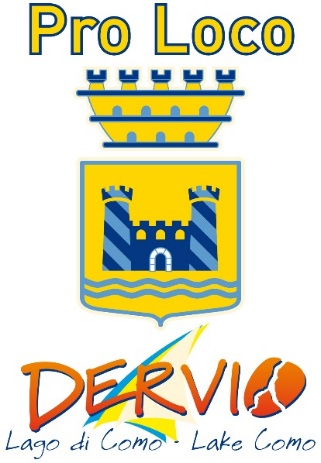 Pro Loco
DERVIO
Lago di Como - Lake Como